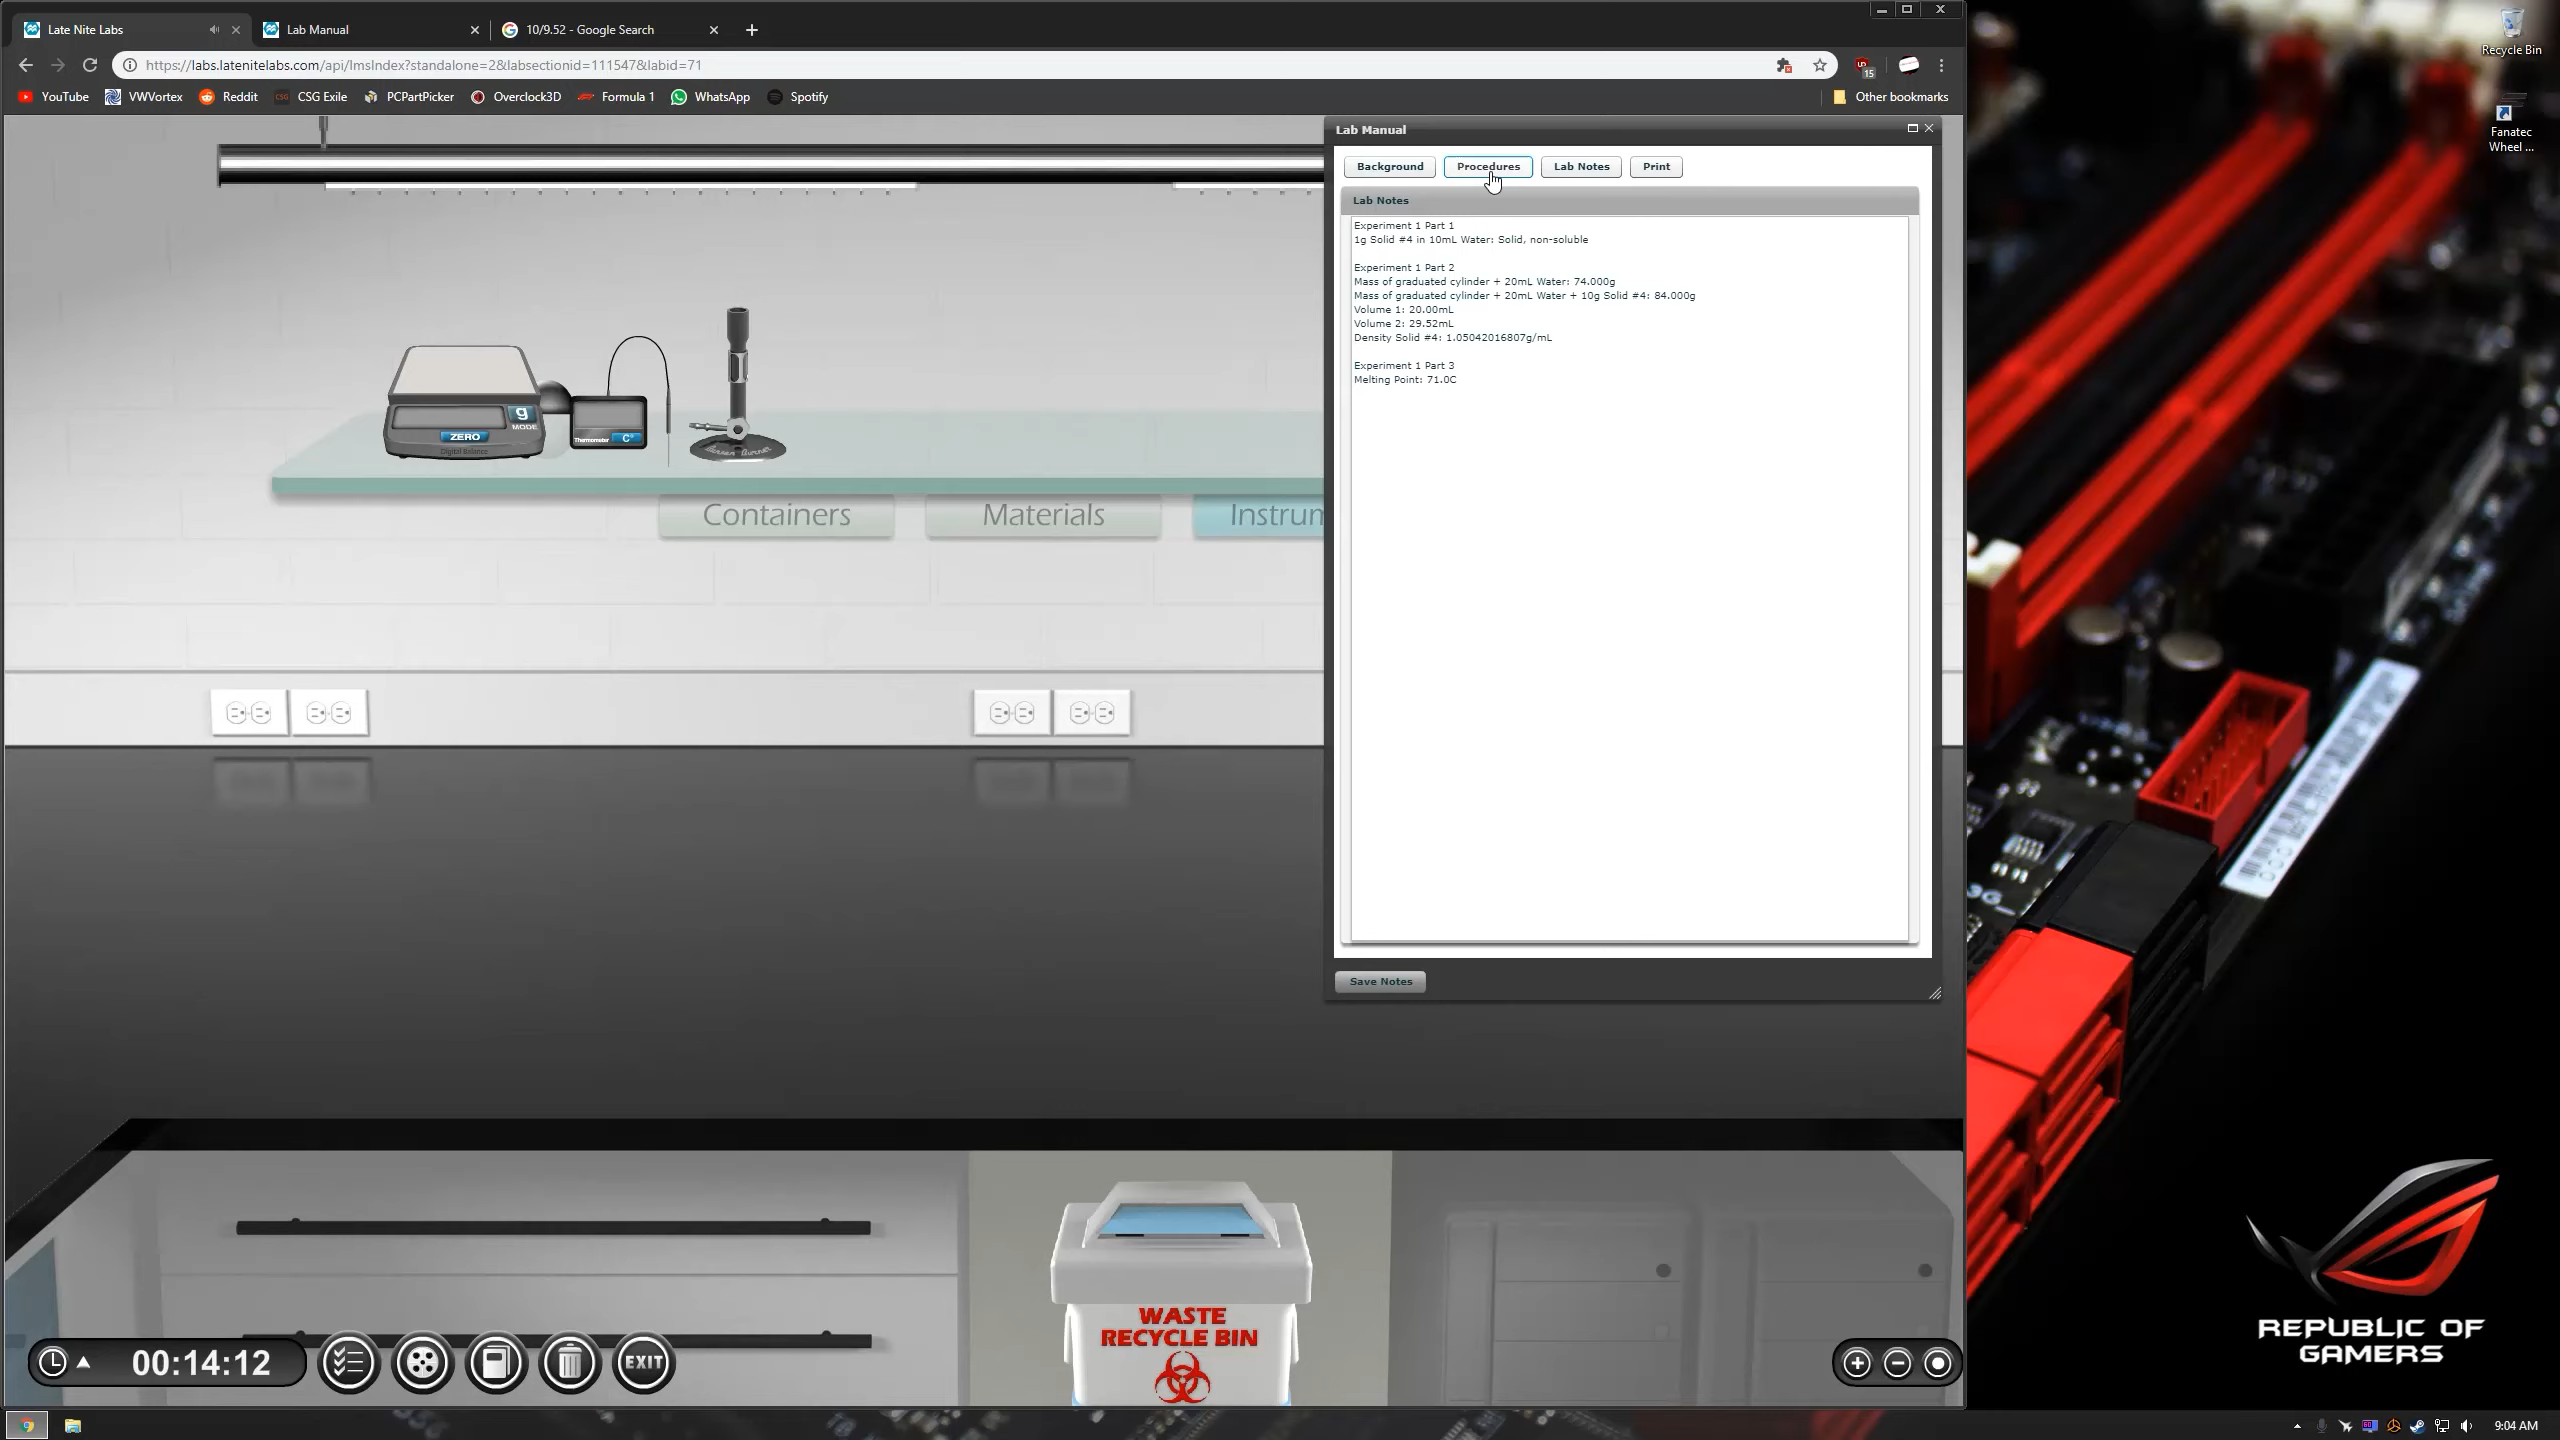 Late Nite Labs
Lab Manual
10/9.52 - Google Search
https://labs.latenitelabs.com/api/lmsIndex?standalone=2&labsectionid=111547&labid=71
15
YouTube
VWVortex
Reddit
CSG Exile
PCPartPicker
Overclock3D
Formula 1
WhatsApp
Spotify
Other bookmarks
Recycle Bin
Fanatec
Wheel ...
Lab Manual
Background
Procedures
Lab Notes
Print
Lab Notes
Experiment 1 Part 1
1g Solid #4 in 10mL Water: Solid, non-soluble
Experiment 1 Part 2
Mass of graduated cylinder + 20mL Water: 74.000g
Mass of graduated cylinder + 20mL Water + 10g Solid #4: 84.000g
Volume 1: 20.00mL
Volume 2: 29.52mL
Density Solid #4: 1.05042016807g/mL
Experiment 1 Part 3
Melting Point: 71.0C
Save Notes
g
MODE
ZERO
Digital Balance
Thermometer
C°
Bunsen Burner
Containers
Materials
Instrum
WASTE
RECYCLE BIN
00:14:12
EXIT
REPUBLIC OF
GAMERS
9:04 AM